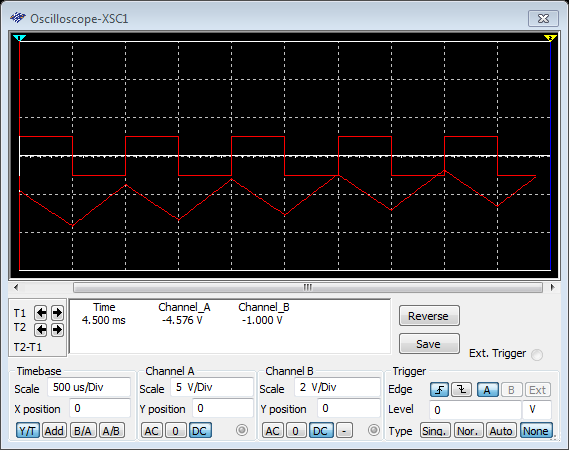 Oscilloscope-XSC1
1 2
T1
T2
T2-T1
Time Channel_A Channel_B
4.500 ms -4.576 V -1.000 V
Reverse
Save
Ext. Trigger
Timebase
Scale 500 us/Div
X position 0
Y/T Add B/A A/B
Channel A
Scale 5 V/Div
Y position 0
AC 0 DC
Channel B
Scale 2 V/Div
Y position 0
AC 0 DC -
Trigger
Edge A B Ext
Level 0 V
Type Sing. Nor. Auto None